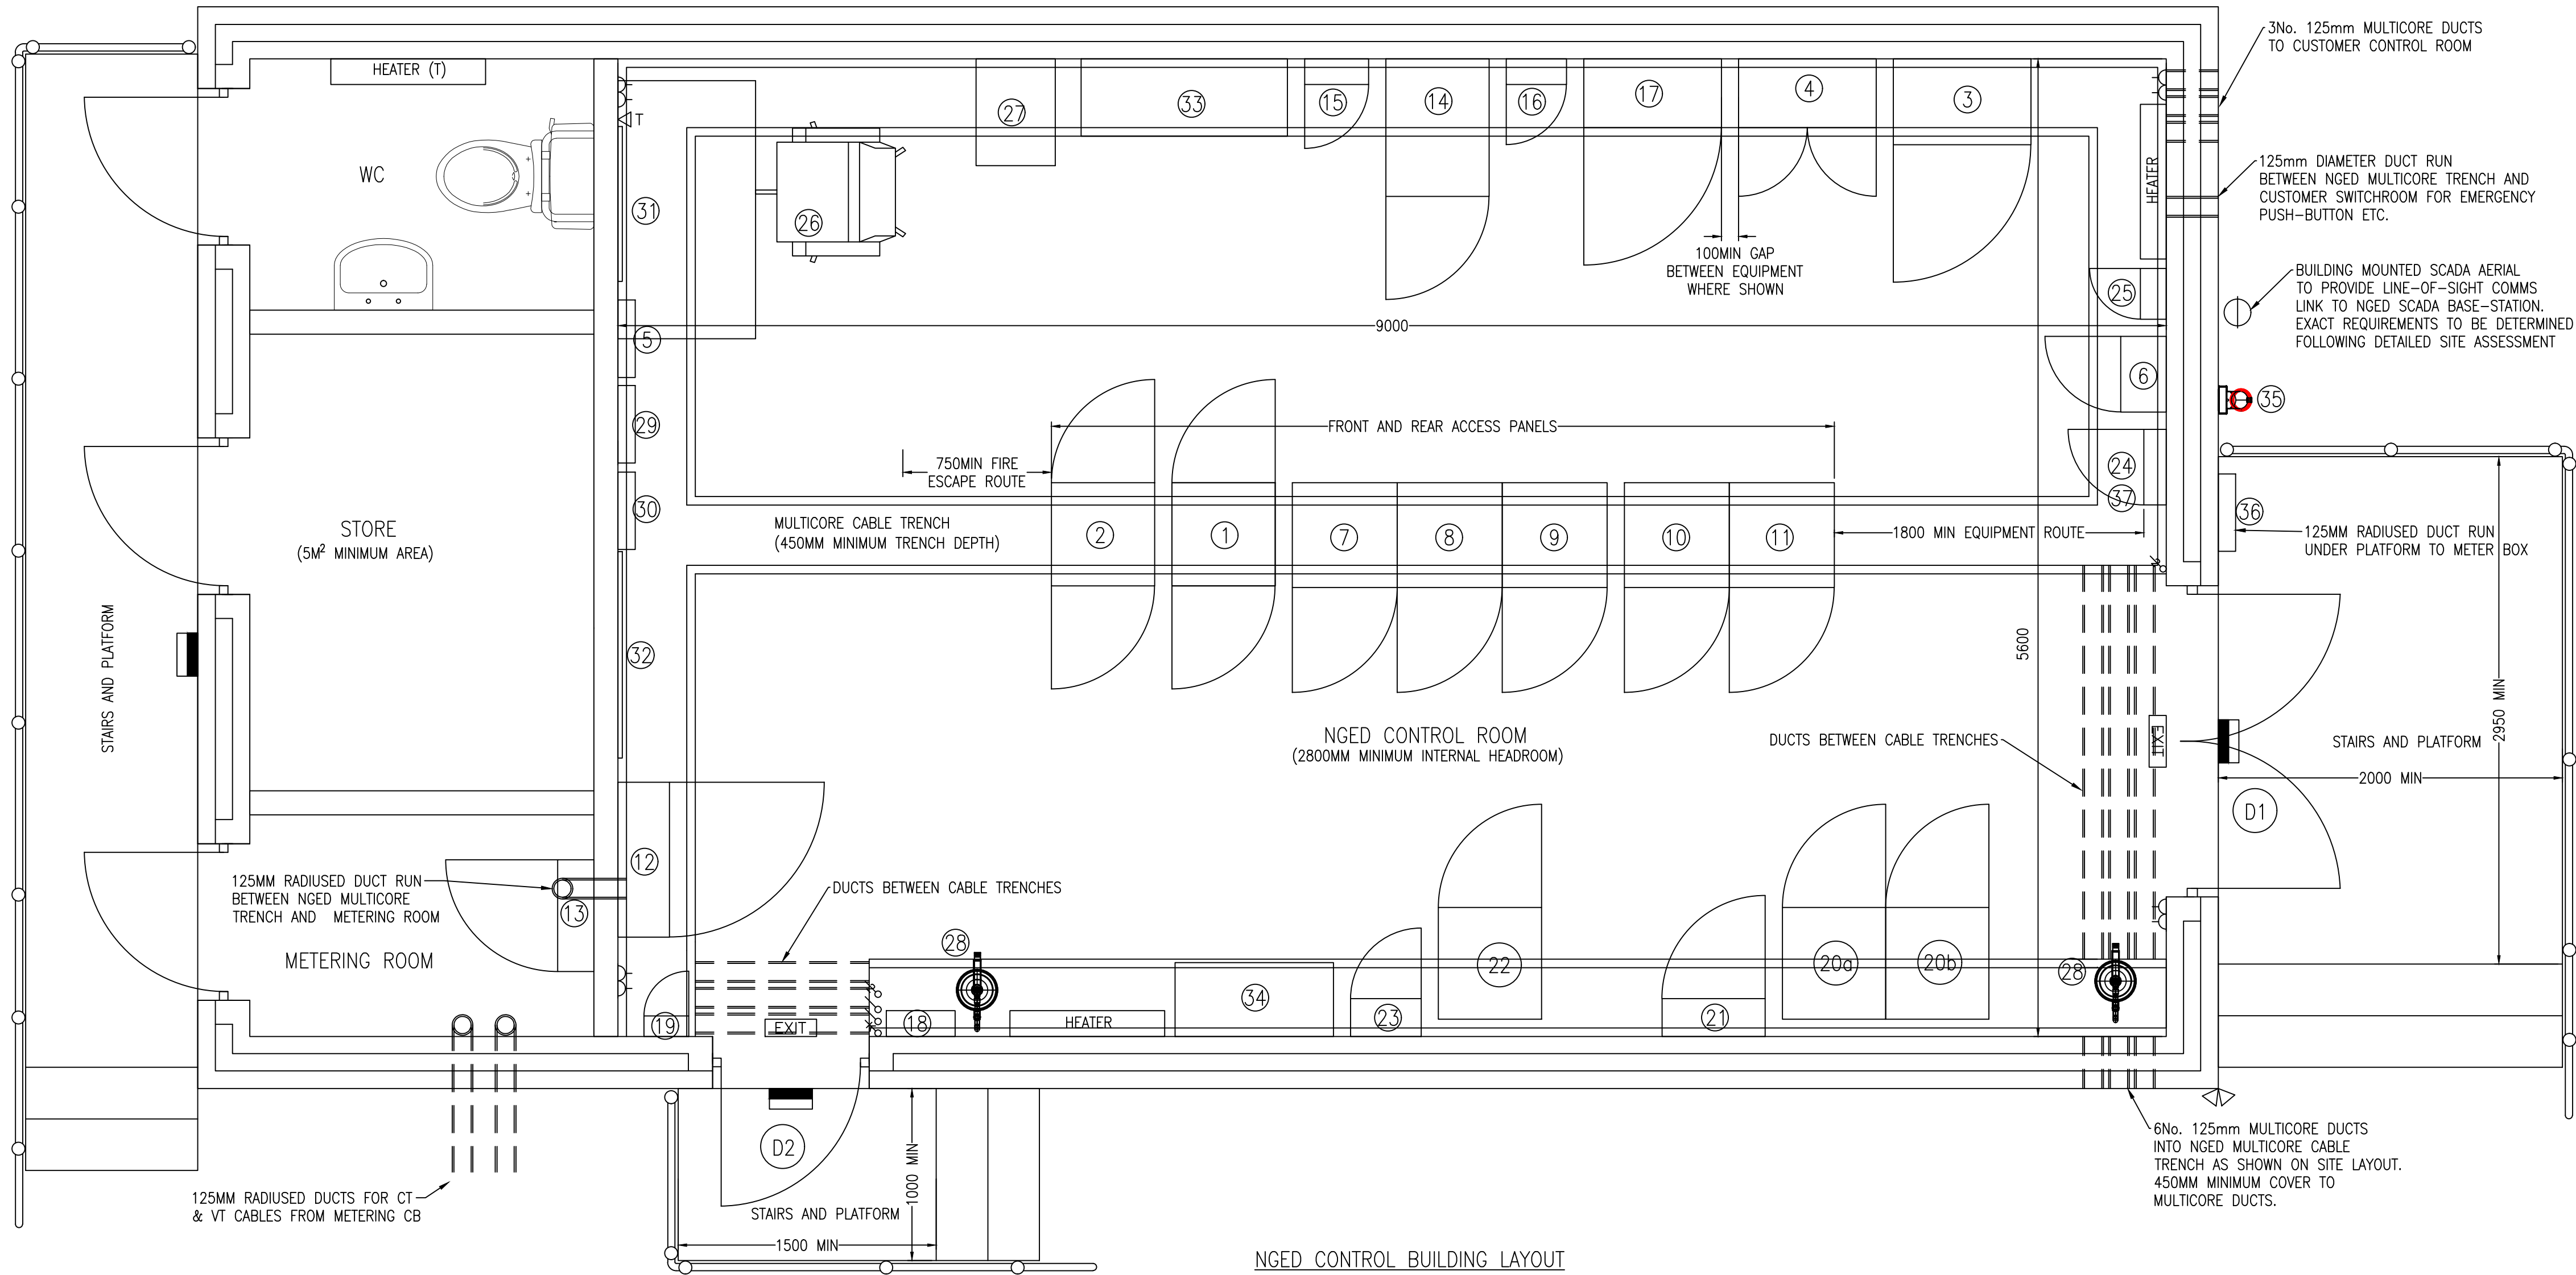 HEATER (T)
WC
T
31
26
27
33
15
14
16
17
4
3
HEATER
100MIN GAP
BETWEEN EQUIPMENT
WHERE SHOWN
3No. 125mm MULTICORE DUCTS
TO CUSTOMER CONTROL ROOM
125mm DIAMETER DUCT RUN
BETWEEN NGED MULTICORE TRENCH AND
CUSTOMER SWITCHROOM FOR EMERGENCY
PUSH-BUTTON ETC.
BUILDING MOUNTED SCADA AERIAL
TO PROVIDE LINE-OF-SIGHT COMMS
LINK TO NGED SCADA BASE-STATION.
EXACT REQUIREMENTS TO BE DETERMINED
FOLLOWING DETAILED SITE ASSESSMENT
25
5
9000
6
35
29
FRONT AND REAR ACCESS PANELS
750MIN FIRE
ESCAPE ROUTE
24
37
30
36
STORE
(5M² MINIMUM AREA)
MULTICORE CABLE TRENCH
(450MM MINIMUM TRENCH DEPTH)
2
1
7
8
9
10
11
1800 MIN EQUIPMENT ROUTE
125MM RADIUSED DUCT RUN
UNDER PLATFORM TO METER BOX
STAIRS AND PLATFORM
32
5600
NGED CONTROL ROOM
(2800MM MINIMUM INTERNAL HEADROOM)
DUCTS BETWEEN CABLE TRENCHES
EXIT
STAIRS AND PLATFORM
2950 MIN
2000 MIN
D1
12
125MM RADIUSED DUCT RUN
BETWEEN NGED MULTICORE
TRENCH AND METERING ROOM
13
METERING ROOM
DUCTS BETWEEN CABLE TRENCHES
28
22
20a
20b
28
19
EXIT
18
HEATER
34
23
21
D2
1000 MIN
STAIRS AND PLATFORM
1500 MIN
125MM RADIUSED DUCTS FOR CT
& VT CABLES FROM METERING CB
6No. 125mm MULTICORE DUCTS
INTO NGED MULTICORE CABLE
TRENCH AS SHOWN ON SITE LAYOUT.
450MM MINIMUM COVER TO
MULTICORE DUCTS.
NGED CONTROL BUILDING LAYOUT